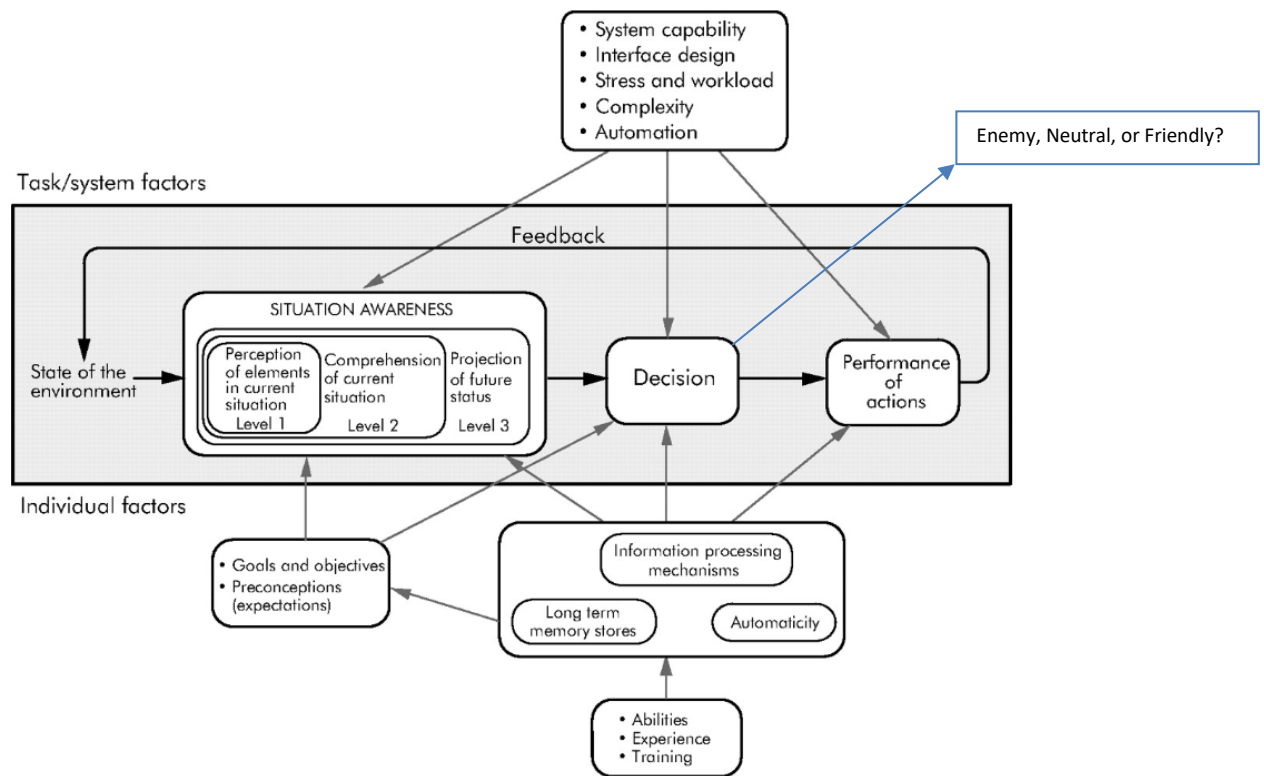 • System capability
• Interface design
• Stress and workload
• Complexity
• Automation
Enemy, Neutral, or Friendly?
Task/system factors
Feedback
SITUATION AWARENESS
State of the
environment
Perception
of elements
in current
situation
Level 1
Comprehension
of current
situation
Level 2
Projection
of future
status
Level 3
Decision
Performance
of
actions
Individual factors
• Goals and objectives
• Preconceptions
(expectations)
Information processing
mechanisms
Long term
memory stores
Automaticity
• Abilities
• Experience
• Training